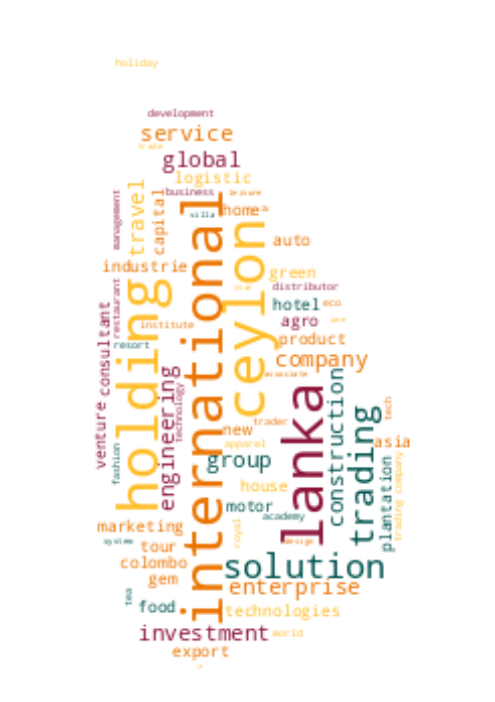 holiday
development
service
global
logistic
business
leisure
villa
home
travel
capital
management
international
ceylon
auto
industrie
green
distributor
hotel
eco
agro
product
company
associate
holding
restaurant
institute
resort
consultant
venture
engineering
technology
fashion
lanka
construction
trading
tech
asia
plantation
trading company
new
trader
apparel
group
house
motor
academy
royal
design
marketing
system
tour
colombo
gem
solution
enterprise
tea
food
technologies
investment
world
export